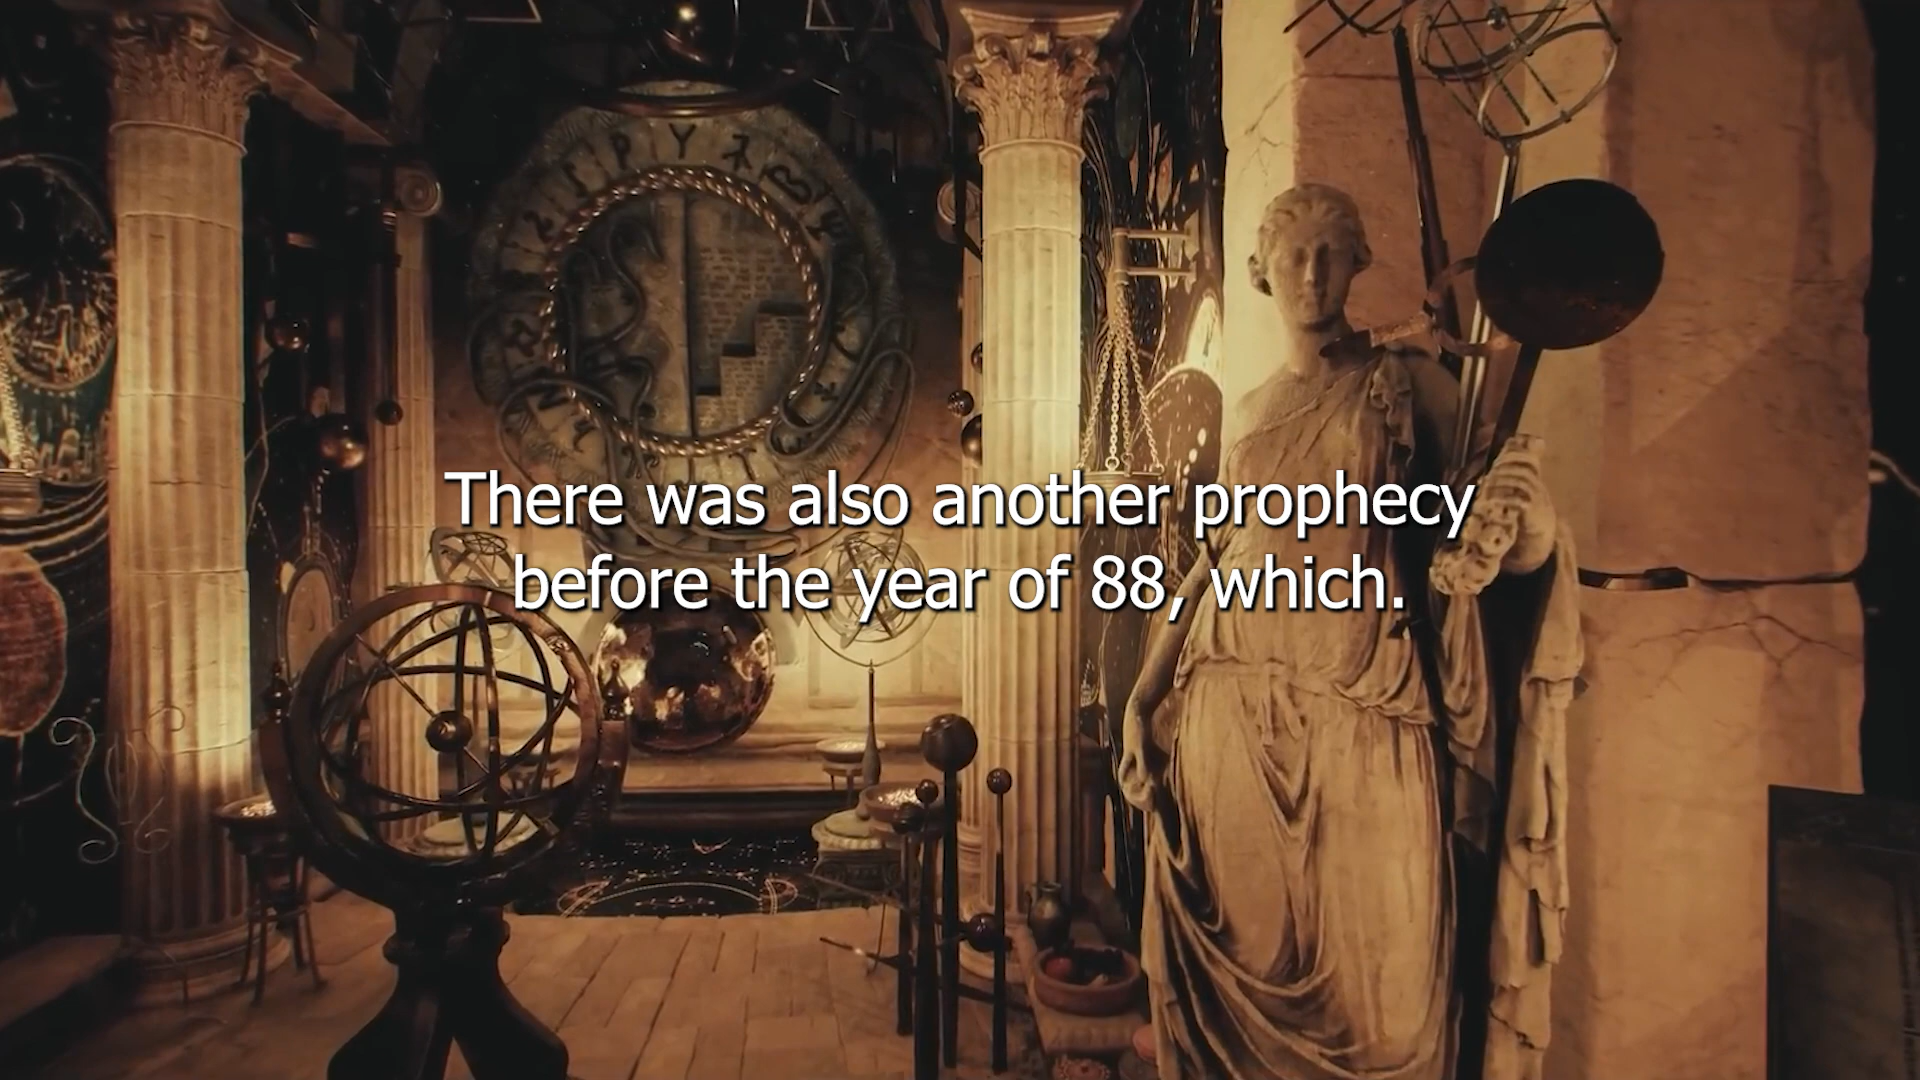 There was also another prophecy
before the year of 88, which.